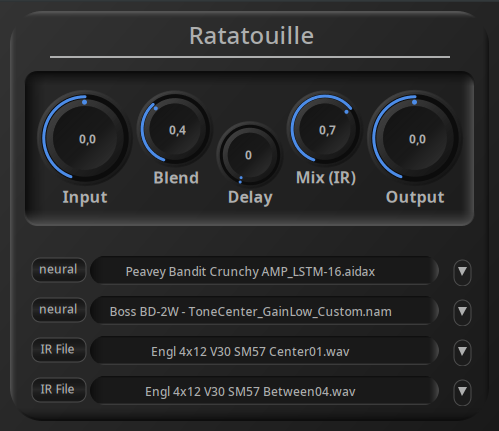 Ratatouille
0,0
0,4
0
0,7
0,0
Input
Blend
Delay
Mix (IR)
Output
neural
Peavey Bandit Crunchy AMP_LSTM-16.aidax
neural
Boss BD-2W - ToneCenter_GainLow_Custom.nam
IR File
Engl 4x12 V30 SM57 Center01.wav
IR File
Engl 4x12 V30 SM57 Between04.wav